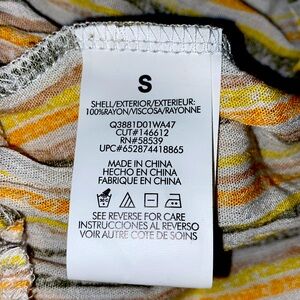 S
SHELL/EXTERIOR/EXTERIEUR:
100%RAYON/VISCOSA/RAYONNE
Q3881D01WA47
CUT#146612
RN#58539
UPC#652874418865
MADE IN CHINA
HECHO EN CHINA
FABRIQUE EN CHINA
SEE REVERSE FOR CARE
INSTRUCCIONES AL REVERSO
VOIR AUTRE COTE DE SOINS